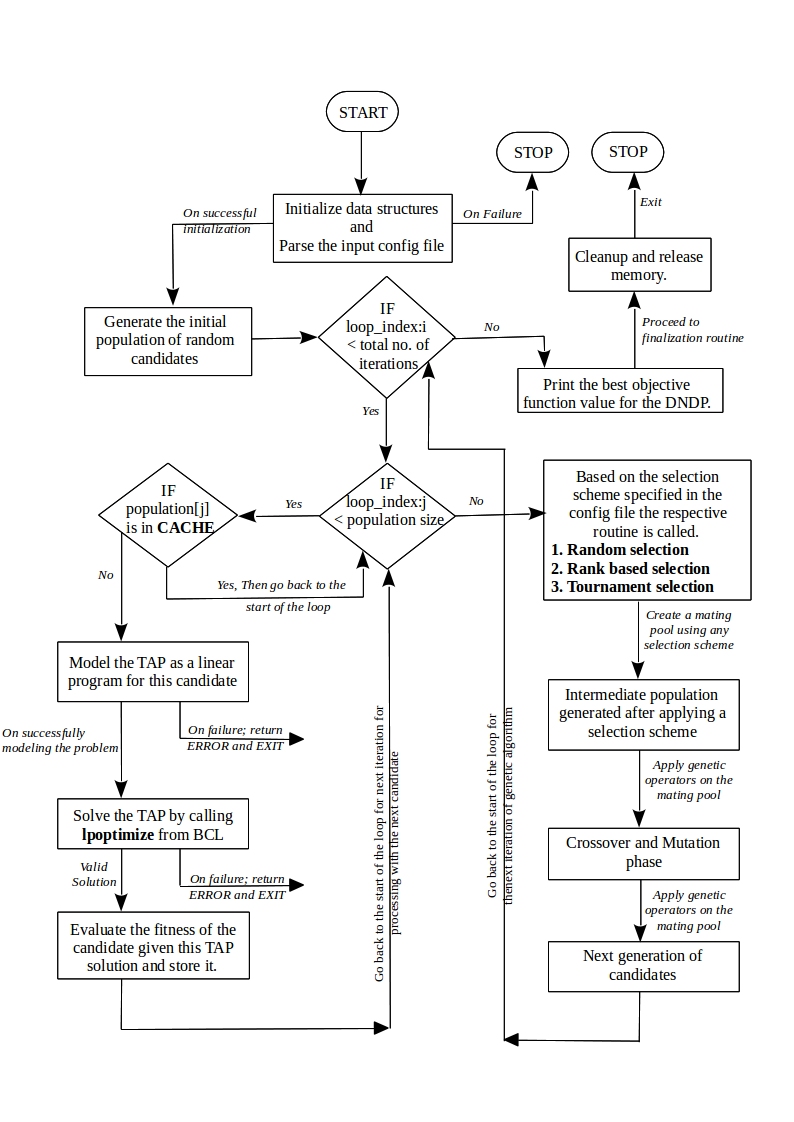 START
STOP
STOP
Exit
On successful
initialization
Initialize data structures
and
Parse the input config file
On Failure
Cleanup and release
memory.
Generate the initial
population of random
candidates
IF
loop_index:i
< total no. of
iterations
No
Proceed to
finalization routine
Print the best objective
function value for the DNDP.
Yes
IF
population[j]
is in CACHE
Yes
IF
loop_index:j
< population size
No
Based on the selection
scheme specified in the
config file the respective
routine is called.
1. Random selection
2. Rank based selection
3. Tournament selection
No
Yes, Then go back to the
start of the loop
Create a mating
pool using any
selection scheme
Model the TAP as a linear
program for this candidate
Intermediate population
generated after applying a
selection scheme
On successfully
modeling the problem
On failure; return
ERROR and EXIT
Go back to the start of the loop for next iteration for
processing with the next candidate
Go back to the start of the loop for
thenext iteration of genetic algorithm
Apply genetic
operators on the
mating pool
Solve the TAP by calling
lpoptimize from BCL
Crossover and Mutation
phase
Valid
Solution
On failure; return
ERROR and EXIT
Apply genetic
operators on the
mating pool
Evaluate the fitness of the
candidate given this TAP
solution and store it.
Next generation of
candidates